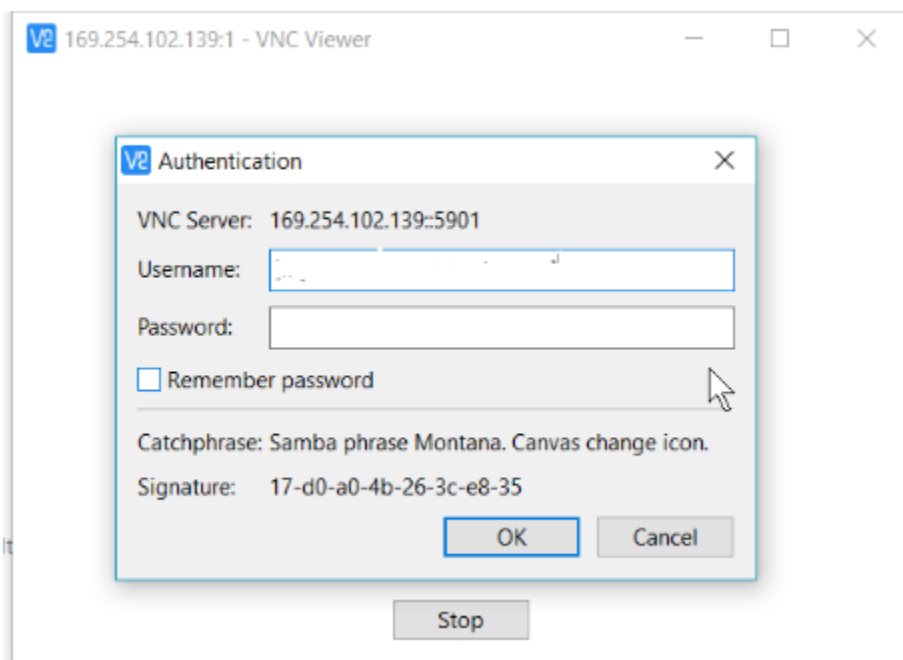 169.254.102.139:1 - VNC Viewer
Authentication
VNC Server: 169.254.102.139::5901
Username:
Password:
Remember password
Catchphrase: Samba phrase Montana. Canvas change icon.
Signature: 17-d0-a0-4b-26-3c-e8-35
OK Cancel
lt
Stop